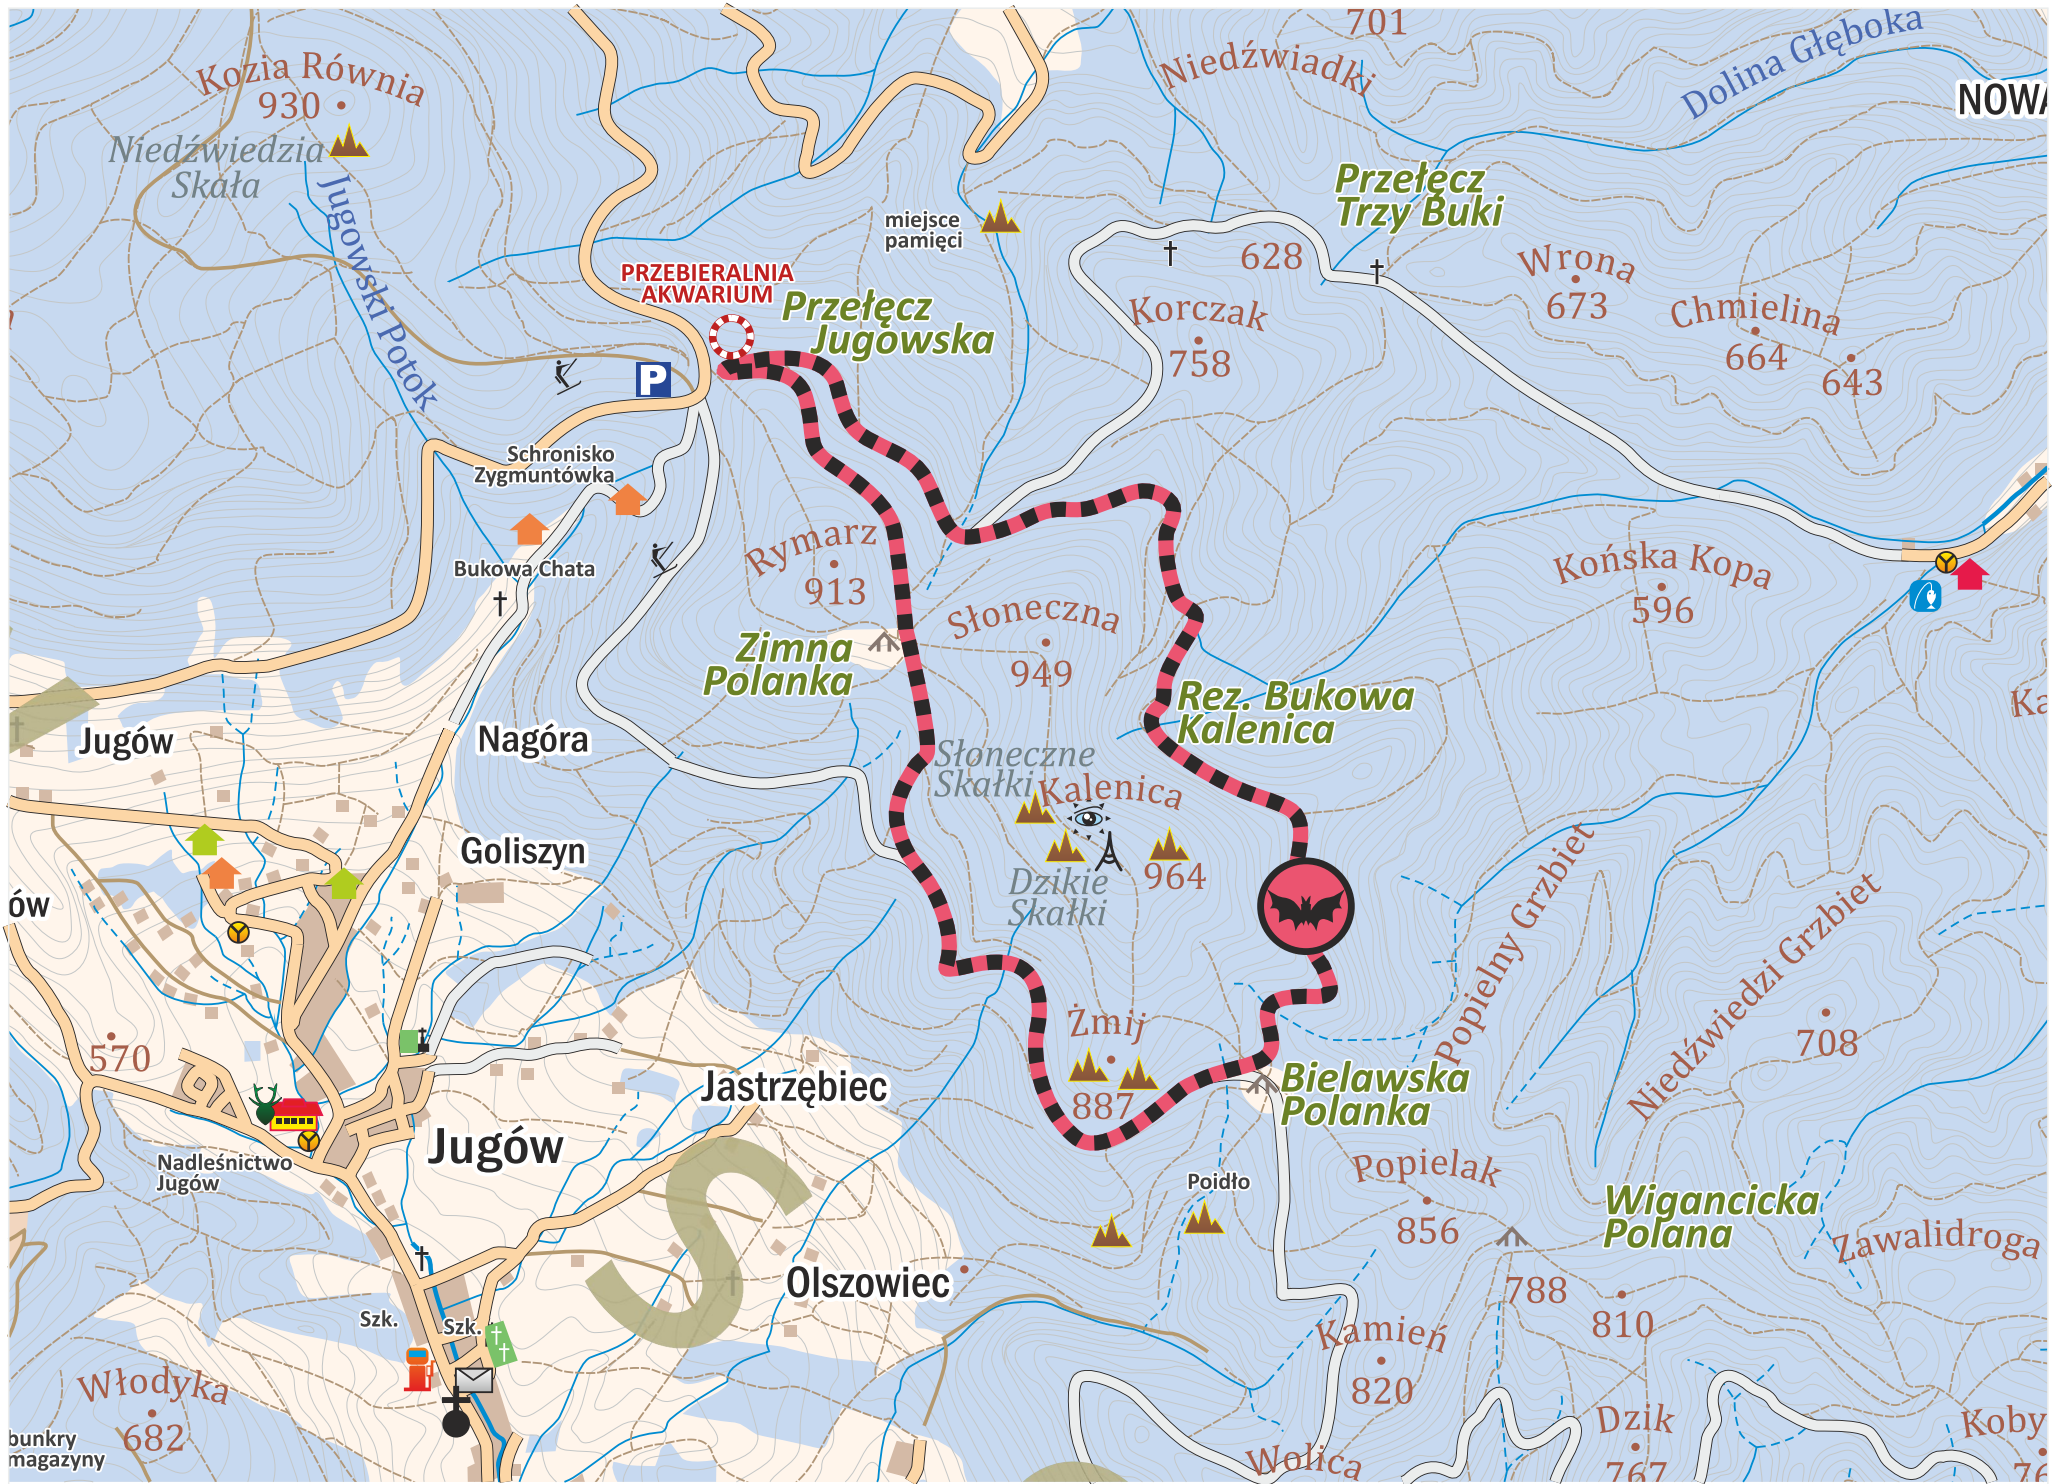 701
Kozia Równia
930
Niedźwiadki
Dolina Głęboka
NOWA
Niedźwiedzia
Skała
Jugowski Potok
miejsce
pamięci
Przełęcz
Trzy Buki
628
Wrona
673
PRZEBIERALNIA
AKWARIUM
Przełęcz
Jugowska
Korczak
758
Chmielina
664
643
P
Schronisko
Zygmuntówka
Bukowa Chata
Rymarz
913
Słoneczna
949
Końska Kopa
596
Zimna
Polanka
Rez. Bukowa
Kalenica
Ka
Jugów
Nagóra
Słoneczne
Skałki
Kalenica
964
Goliszyn
Dzikie
Skałki
ów
Popielny Grzbiet
Niedźwiedzi Grzbiet
708
570
Żmij
887
Jastrzębiec
Bielawska
Polanka
Jugów
Nadleśnictwo
Jugów
Poidło
Popielak
856
Wigancicka
Polana
Zawalidroga
S
Olszowiec
788
810
Szk.
Szk.
Kamień
820
Włodyka
682
bunkry
magazyny
Dzik
767
Wolica
Koby
76